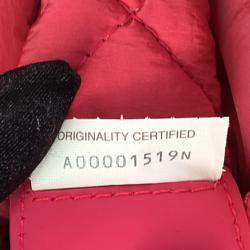 ORIGINALITY CERTIFIED
A00001519N